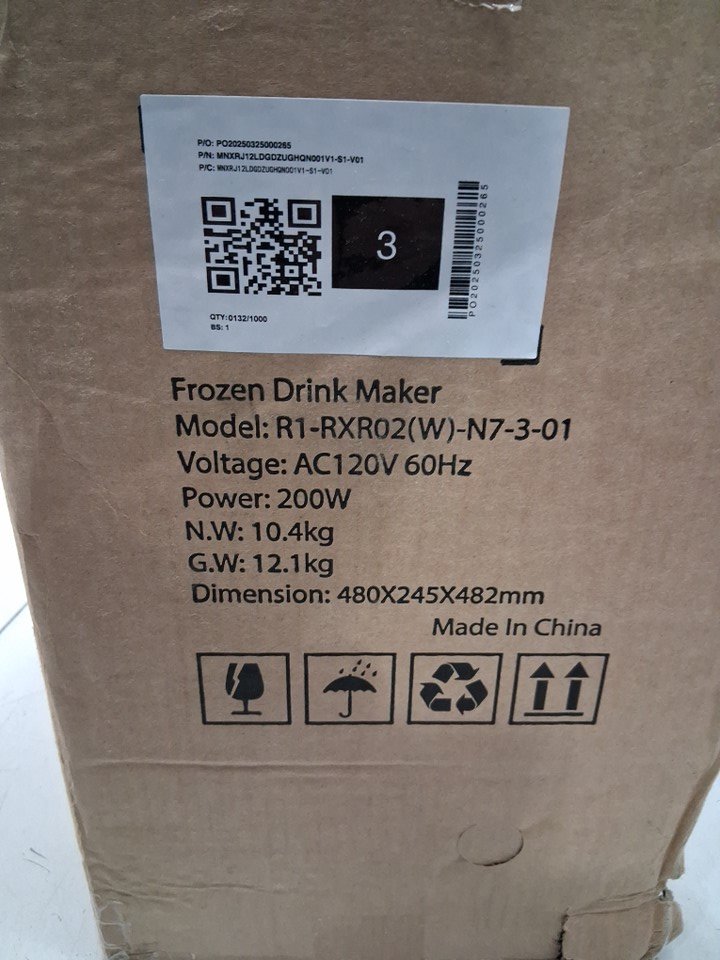 P/O: PO20250325000265
P/N: MNXRJ12LDGDZUGHQN001V1-S1-V01
P/C: MNXRJ12LDGDZUGHQN001V1-S1-V01
3
PO20250325000265
QTY:0132/1000
BS: 1
Frozen Drink Maker
Model: R1-RXR02(W)-N7-3-01
Voltage: AC120V 60Hz
Power: 200W
N.W: 10.4kg
G.W: 12.1kg
Dimension: 480X245X482mm
Made In China